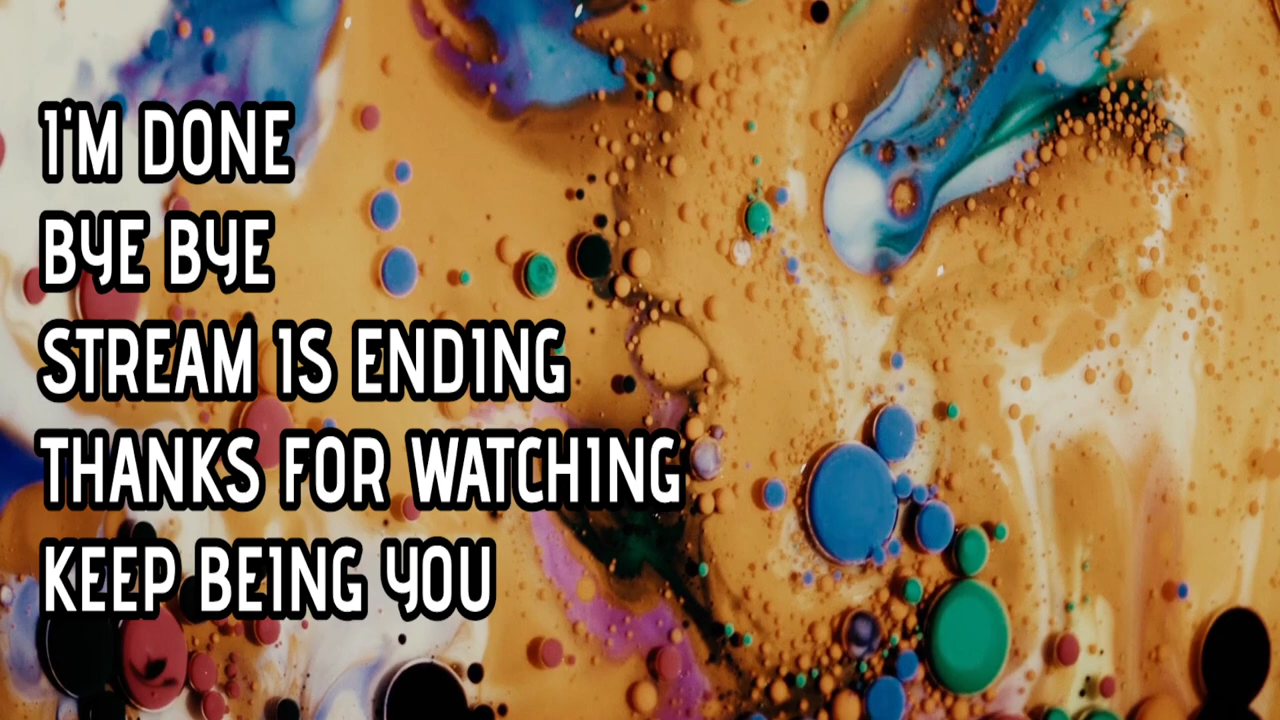 I'M DONE
BYE BYE
STREAM IS ENDING
THANKS FOR WATCHING
KEEP BEING YOU